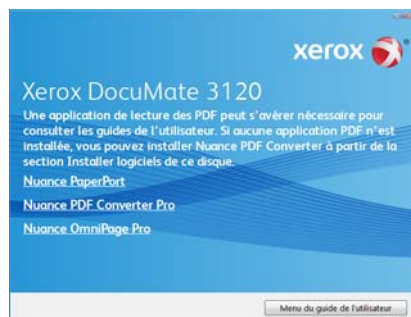 xerox
Xerox DocuMate 3120
Une application de lecture des PDF peut s'avérer nécessaire pour
consulter les guides de l'utilisateur. Si aucune application PDF n'est
installée, vous pouvez installer Nuance PDF Converter à partir de la
section Installer logiciels de ce disque.
Nuance PaperPort
Nuance PDF Converter Pro
Nuance OmniPage Pro
Menu du guide de l'utilisateur